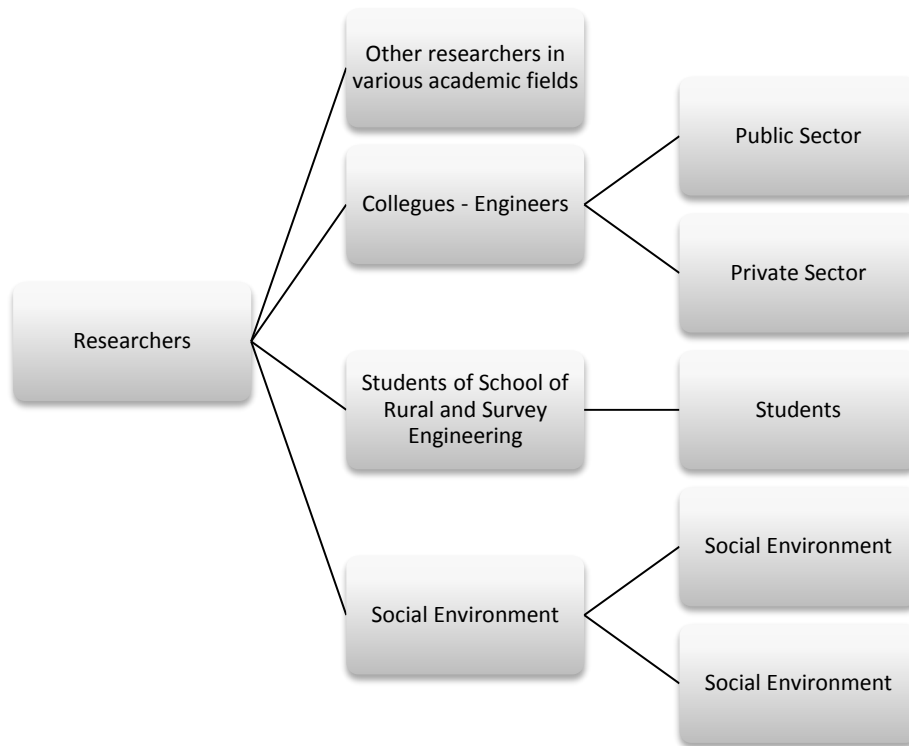 Other researchers in
various academic fields
Public Sector
Collegues - Engineers
Private Sector
Researchers
Students of School of
Rural and Survey
Engineering
Students
Social Environment
Social Environment
Social Environment